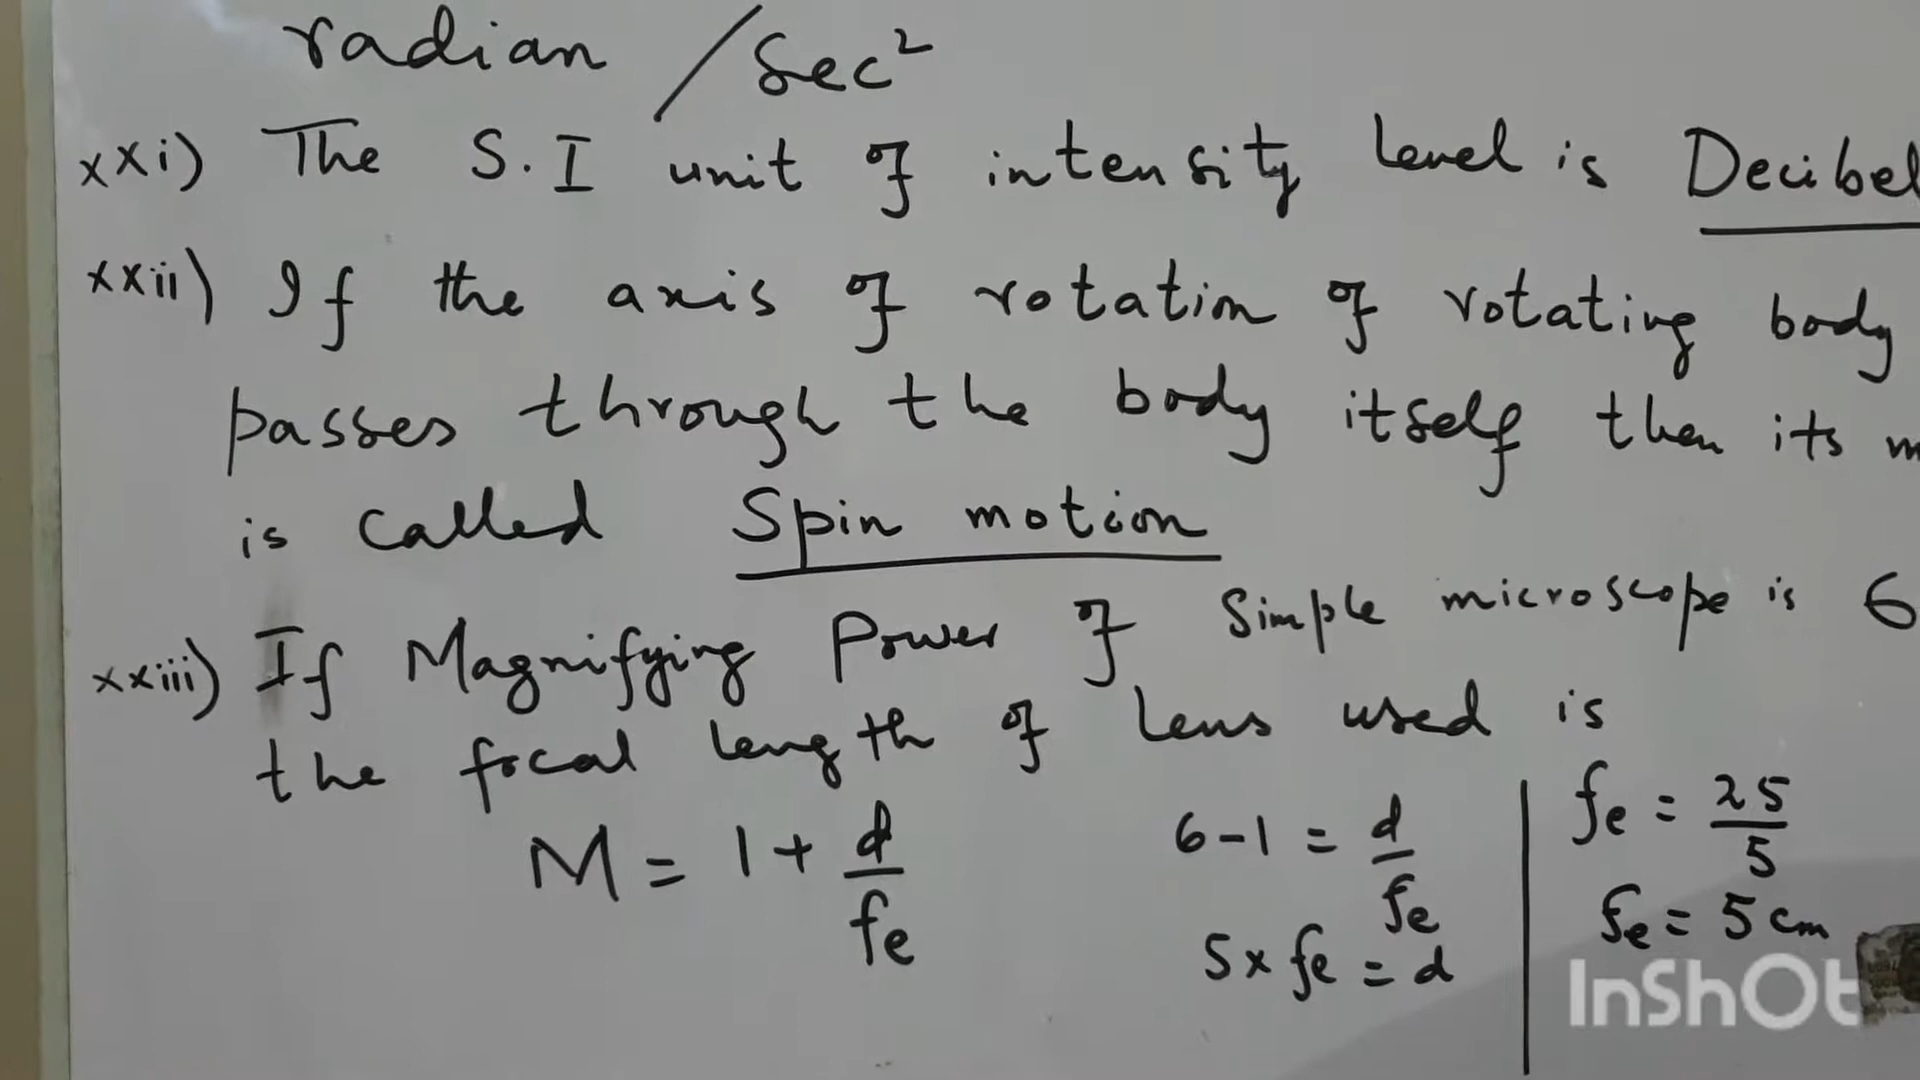 radian / Sec²
xxi) The S.I unit of intensity level is Decibel
xxii) If the axis of rotation of rotating body
passes through the body itself then its m
is called Spin motion
xxiii) If Magnifying Power of Simple microscope is 6
the focal length of lens used is
M = 1 + d/fe
6-1 = d/fe
5 x fe = d
fe = 25/5
fe = 5 cm
InShOt